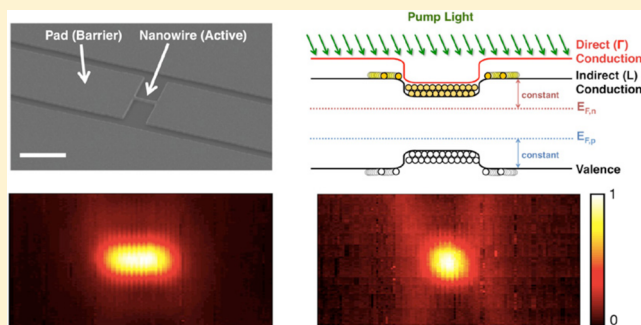 Pad (Barrier)
Nanowire (Active)
Pump Light
Direct (Γ)
Conduction
Indirect (L)
Conduction
constant
E_F,n
E_F,p
constant
Valence
1
0